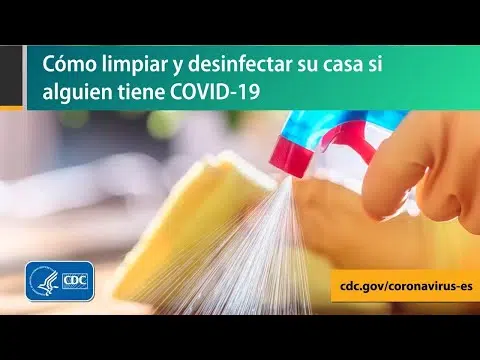 Cómo limpiar y desinfectar su casa si
alguien tiene COVID-19
CDC
cdc.gov/coronavirus-es